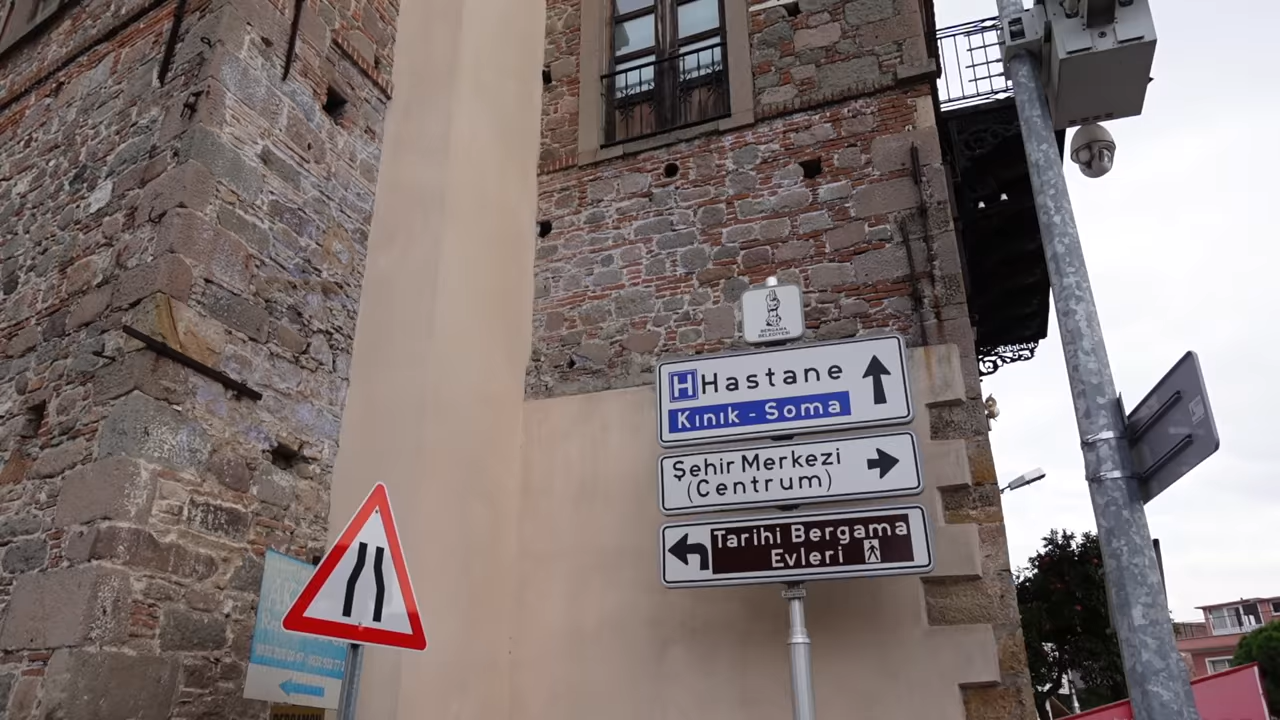 BERGAMA
BELEDİYESİ
H Hastane
Kınık - Soma
Şehir Merkezi
(Centrum)
Tarihi Bergama
Evleri